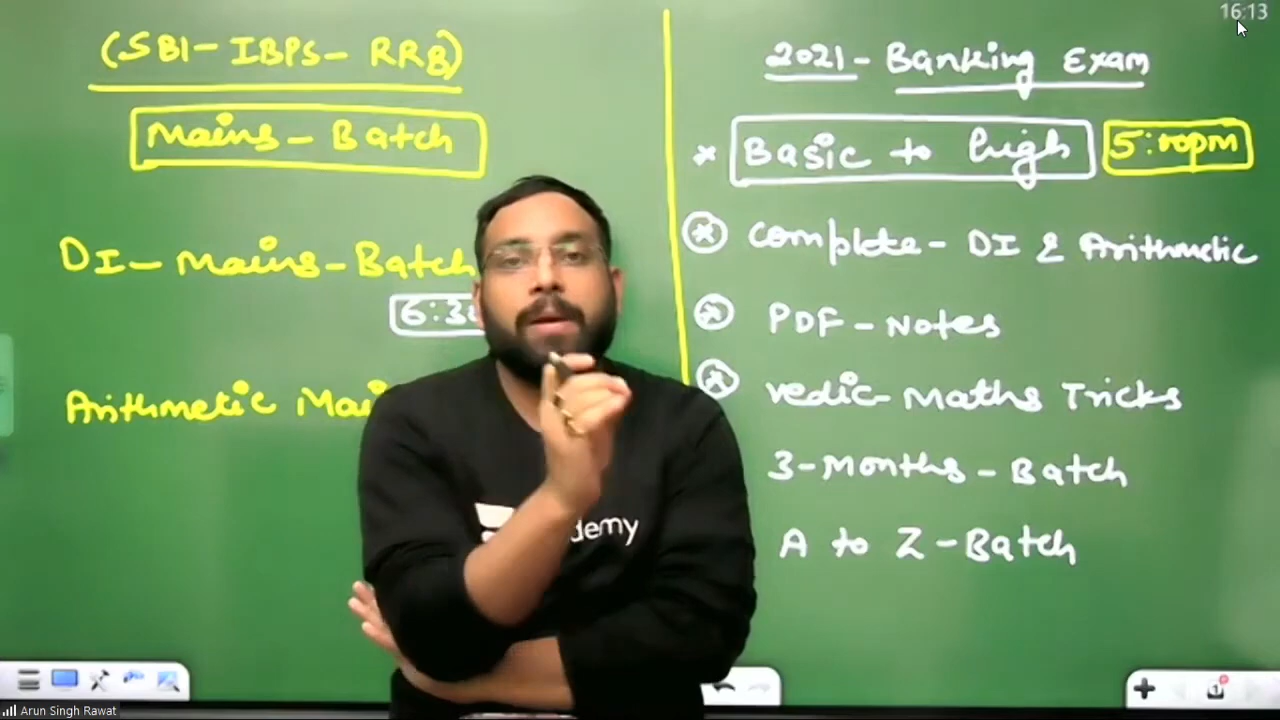 16:13
(SBI-IBPS-RRB)
Mains-Batch
DI-Mains-Batch
Arithmetic
2021-Banking Exam
* Basic to high 5:00pm
* Complete-DI & Arithmetic
* PDF-Notes
* Vedic-Maths Tricks
3-Months-Batch
A to Z-Batch
demy
1
Arun Singh Rawat